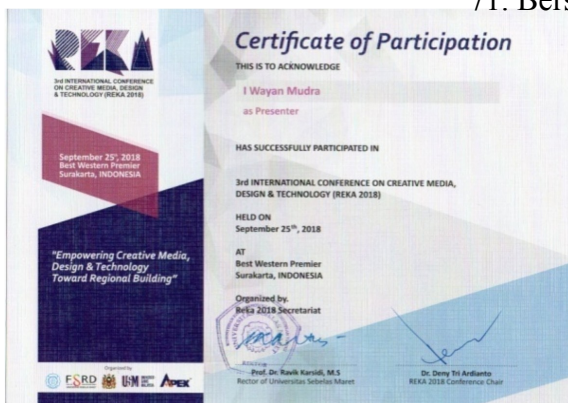 REKA
3rd INTERNATIONAL CONFERENCE
ON CREATIVE MEDIA, DESIGN
& TECHNOLOGY (REKA 2018)
September 25', 2018
Best Western Premier
Surakarta, INDONESIA
"Empowering Creative Media,
Design & Technology
Toward Regional Building"
Organized by
FSRD
USM
APEX
Certificate of Participation
THIS IS TO ACKNOWLEDGE
I Wayan Mudra
as Presenter
HAS SUCCESSFULLY PARTICIPATED IN
3rd INTERNATIONAL CONFERENCE ON CREATIVE MEDIA,
DESIGN & TECHNOLOGY (REKA 2018)
HELD ON
September 25th, 2018
AT
Best Western Premier
Surakarta, INDONESIA
Organized by.
Reka 2018 Secretariat
Prof. Dr. Ravik Karsidi, M.S
Rector of Universitas Sebelas Maret
Dr. Deny Tri Ardianto
REKA 2018 Conference Chair